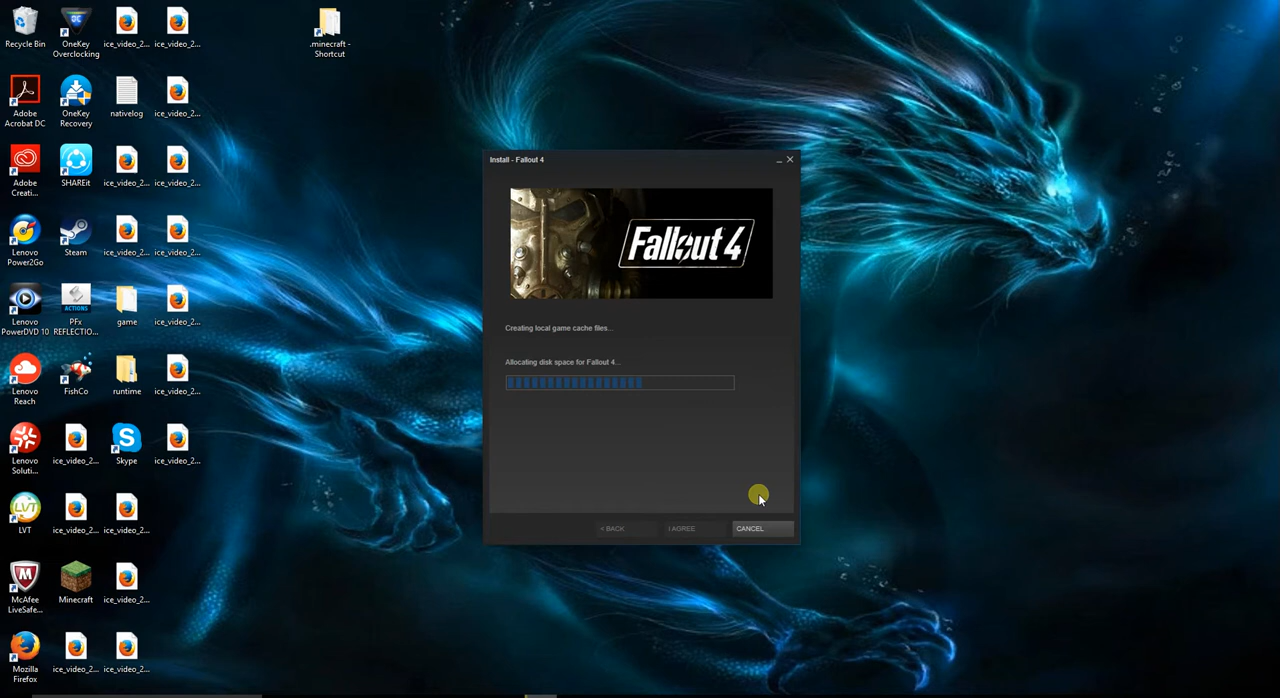 Recycle Bin
OneKey
Overclocking
ice_video_2...
ice_video_2...
.minecraft -
Shortcut
DC
Adobe
Acrobat DC
OneKey
Recovery
nativelog
ice_video_2...
Adobe
Creati...
SHAREit
ice_video_2...
ice_video_2...
Lenovo
Power2Go
Steam
ice_video_2...
ice_video_2...
Lenovo
PowerDVD 10
ACTIONS
PFx
REFLECTIO...
game
ice_video_2...
Lenovo
Reach
FishCo
runtime
ice_video_2...
Lenovo
Soluti...
ice_video_2...
Skype
ice_video_2...
LVT
LVT
ice_video_2...
ice_video_2...
McAfee
LiveSafe...
Minecraft
ice_video_2...
Mozilla
Firefox
ice_video_2...
ice_video_2...
Install - Fallout 4
Fallout 4
Creating local game cache files...
Allocating disk space for Fallout 4...
< BACK
I AGREE
CANCEL